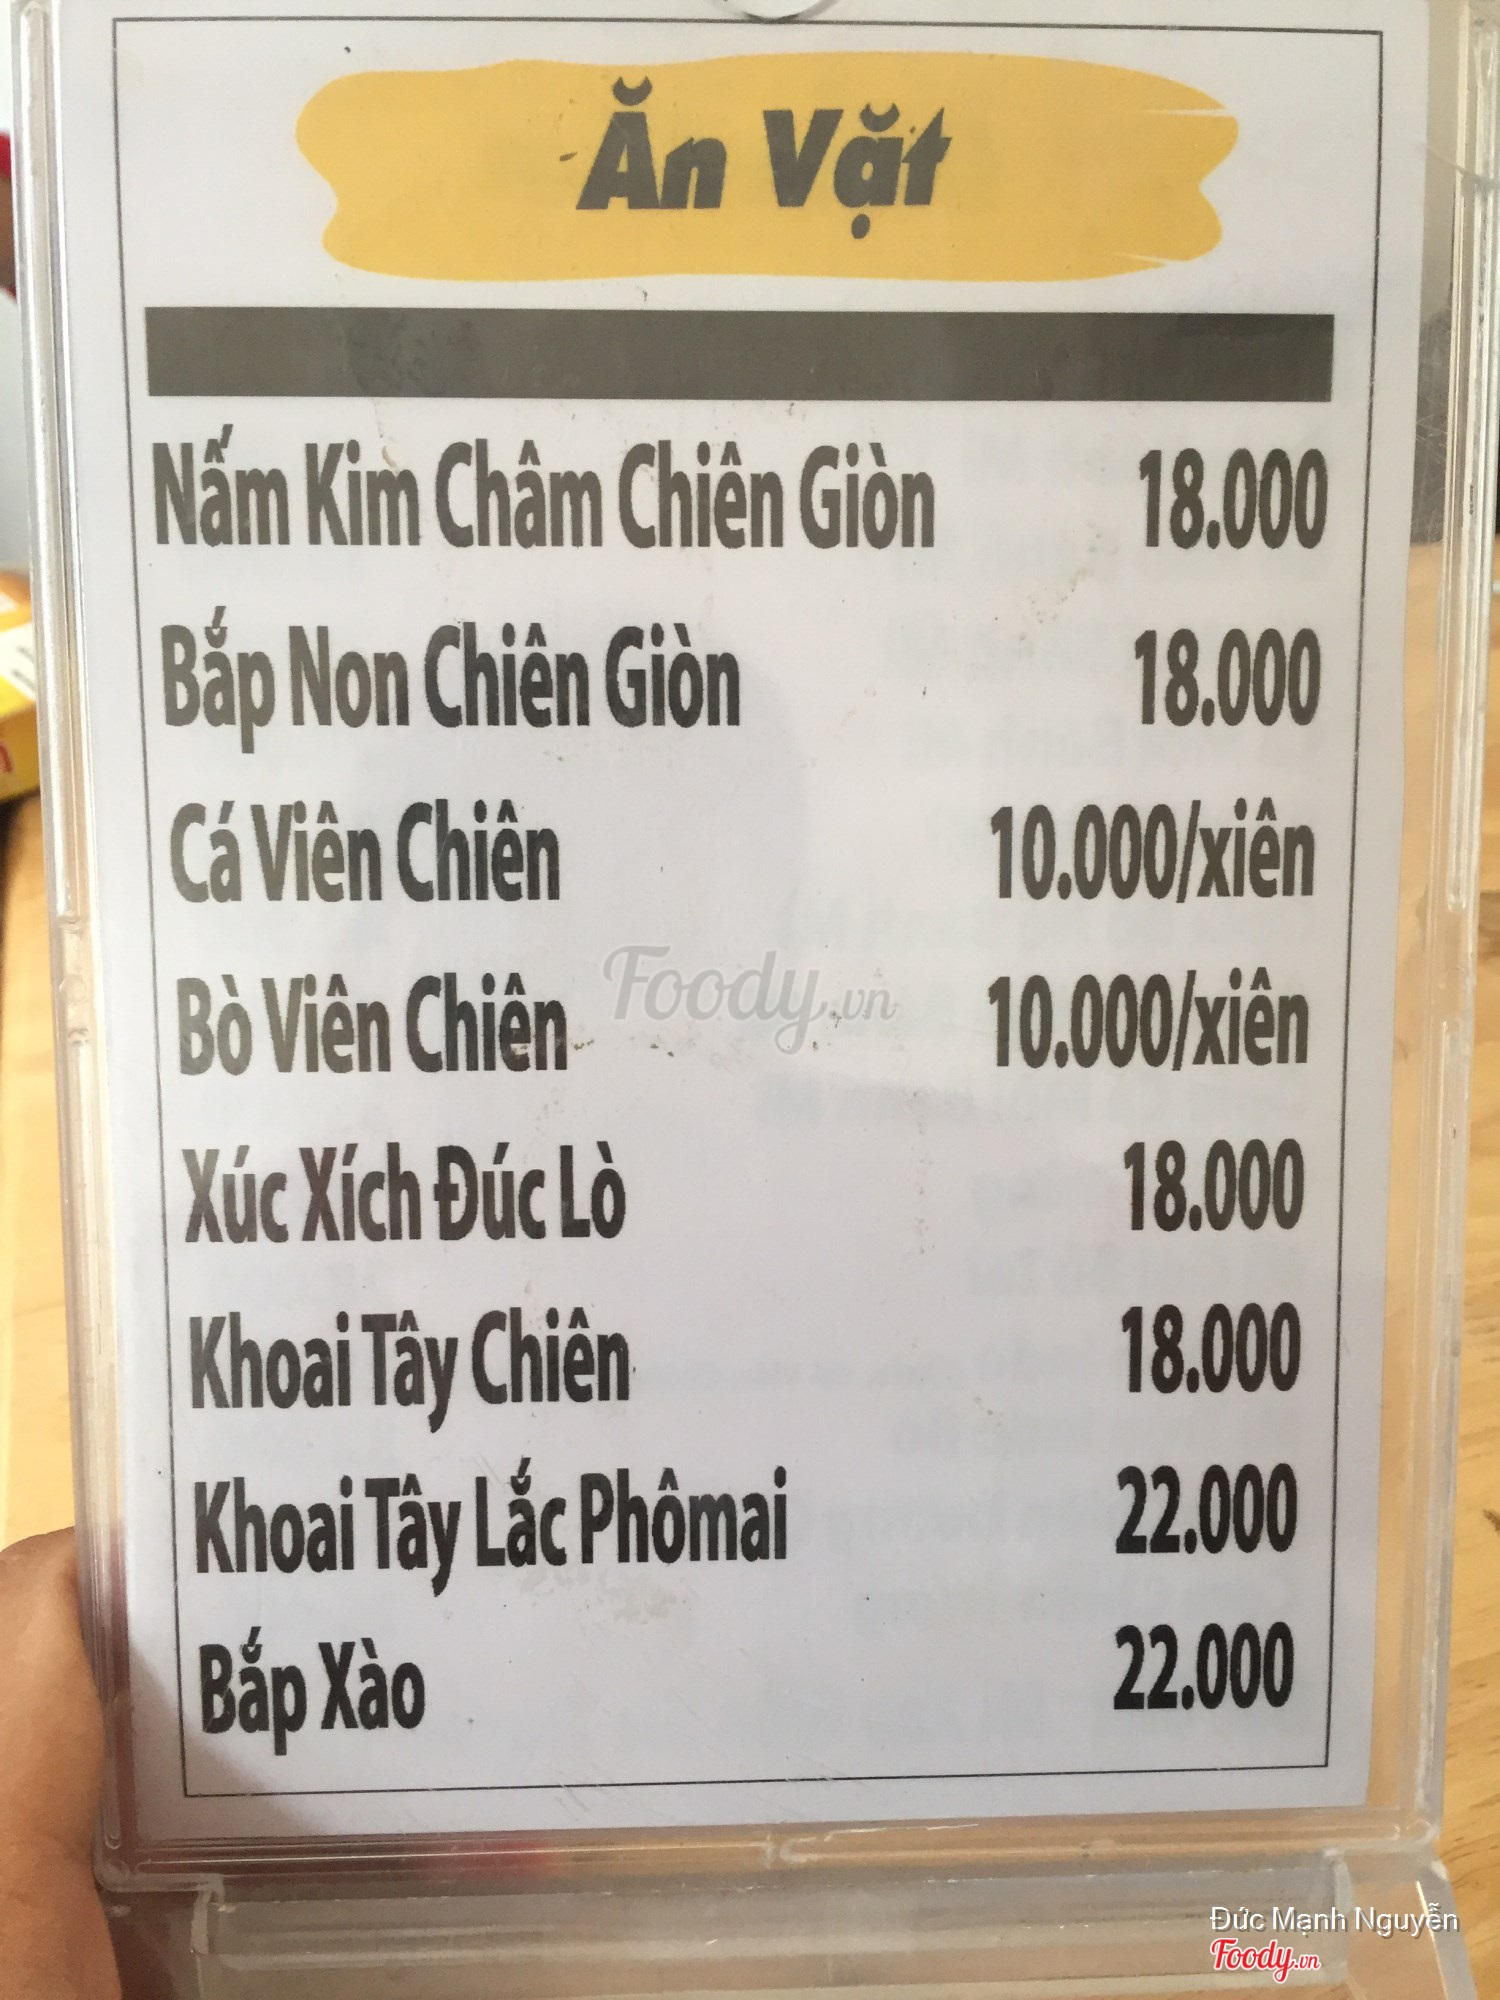 Ăn Vặt
Nấm Kim Châm Chiên Giòn 18.000
Bắp Non Chiên Giòn 18.000
Cá Viên Chiên 10.000/xiên
Bò Viên Chiên 10.000/xiên
Foody.vn
Xúc Xích Đúc Lò 18.000
Khoai Tây Chiên 18.000
Khoai Tây Lắc Phômai 22.000
Bắp Xào 22.000
Đức Mạnh Nguyễn
Foody.vn